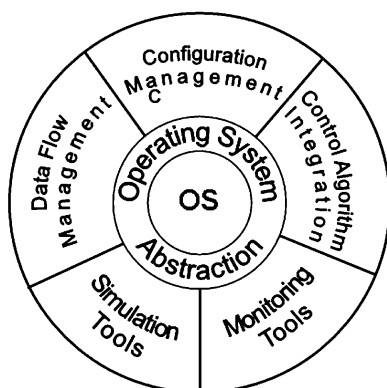 Configuration
Management
C
Control Algorithm
Integration
Data Flow
Management
Operating System
OS
Abstraction
Simulation
Tools
Monitoring
Tools